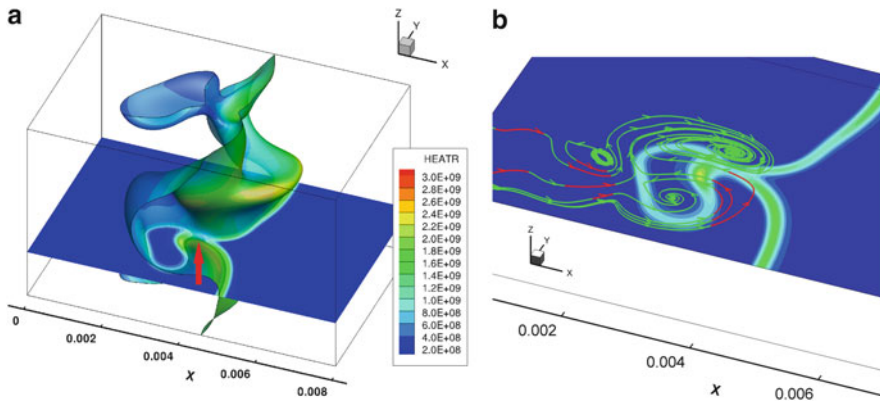 a
Z
Y
X
HEATR
3.0E+09
2.8E+09
2.6E+09
2.4E+09
2.2E+09
2.0E+09
1.8E+09
1.6E+09
1.4E+09
1.2E+09
1.0E+09
8.0E+08
6.0E+08
4.0E+08
2.0E+08
0
0.002
0.004
0.006
0.008
X
b
Z
Y
X
0.002
0.004
0.006
X